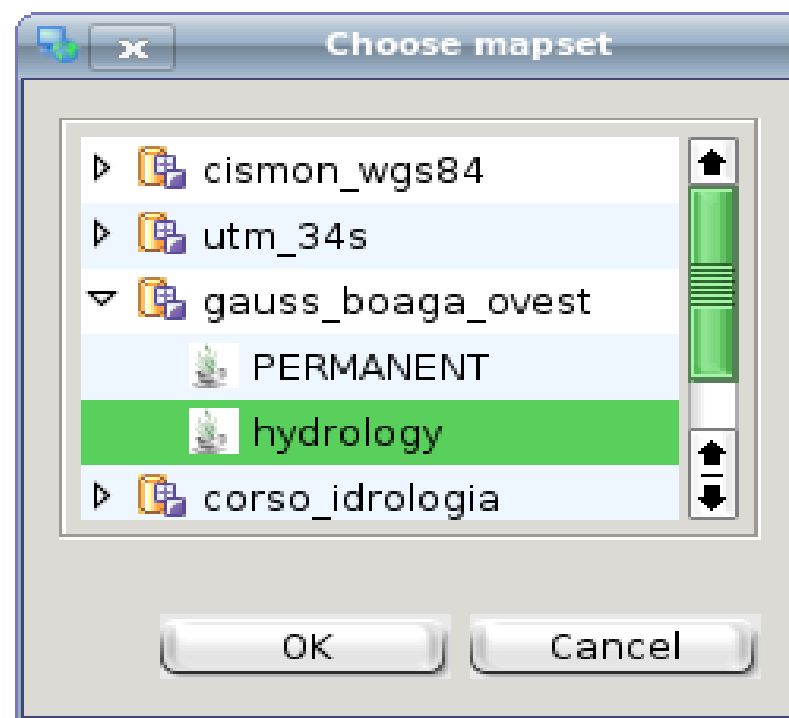 Choose mapset
cismon_wgs84
utm_34s
gauss_boaga_ovest
PERMANENT
hydrology
corso_idrologia
OK Cancel